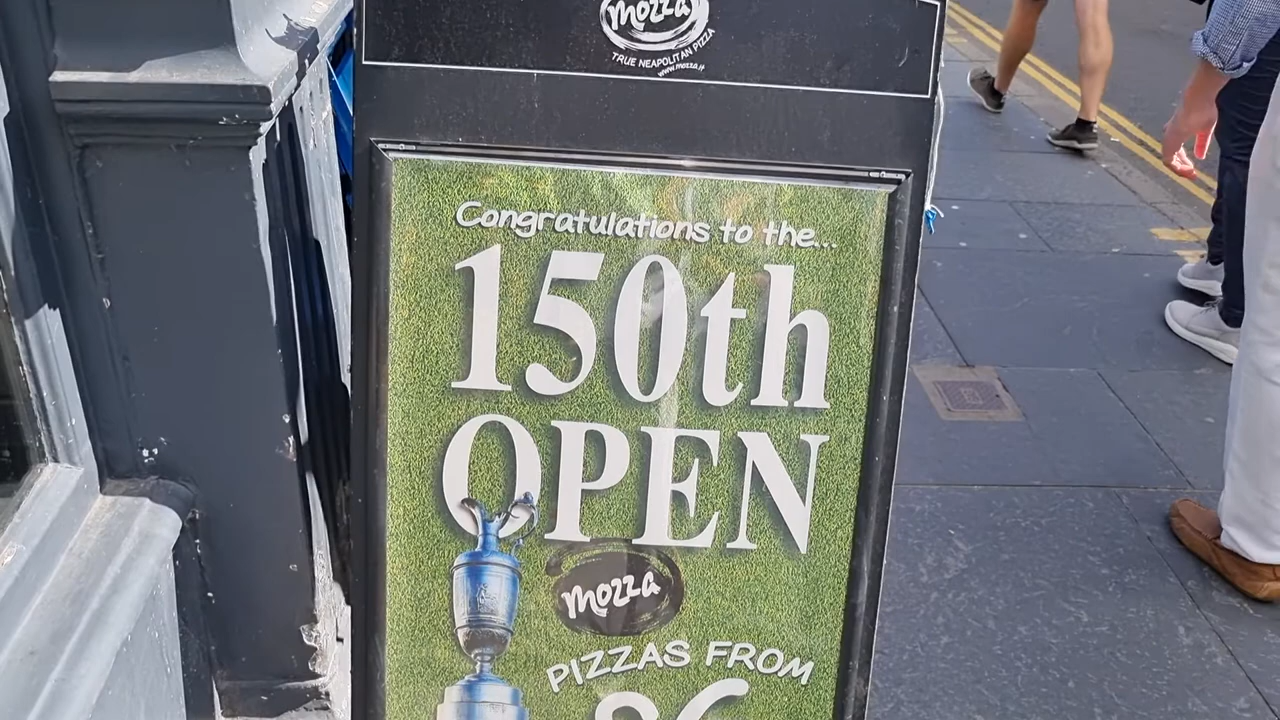 mozza
TRUE NEAPOLITAN PIZZA
www.mozza.it
Congratulations to the...
150th
OPEN
mozza
PIZZAS FROM